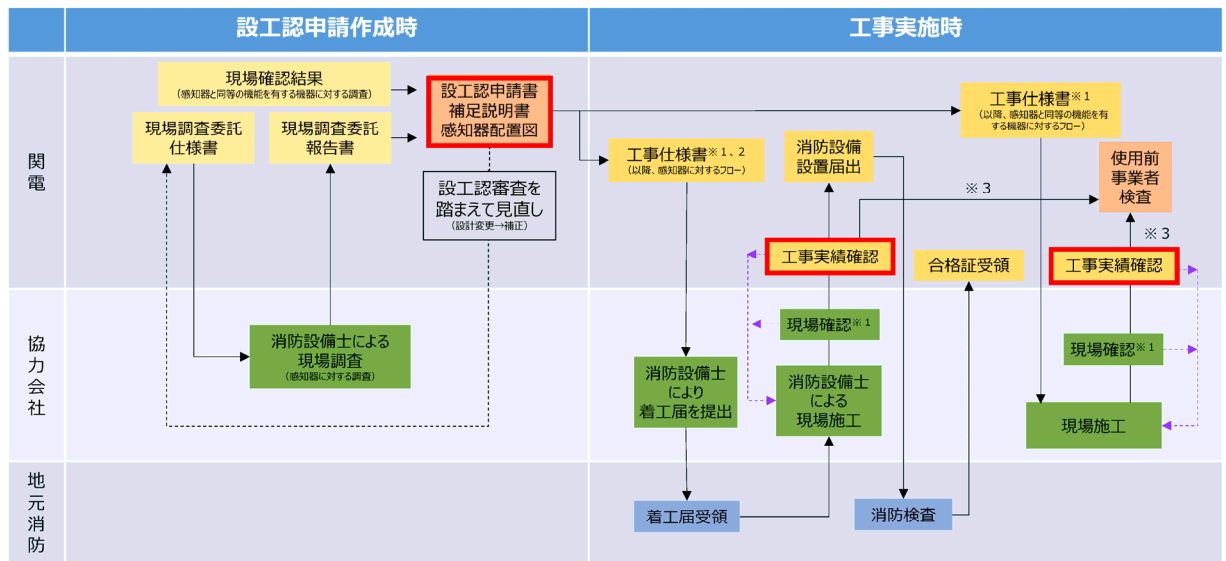 設工認申請作成時
工事実施時
関電
現場確認結果
(感知器と同等の機能を有する機器に対する調査)
現場調査委託
仕様書
現場調査委託
報告書
設工認申請書
補足説明書
感知器配置図
設工認審査を
踏まえて見直し
(設計変更→補正)
工事仕様書※1、2
(以降、感知器に対するフロー)
消防設備
設置届出
工事仕様書※1
(以降、感知器と同等の機能を有
する機器に対するフロー)
使用前
事業者
検査
※3
※3
工事実績確認
合格証受領
工事実績確認
協力会社
消防設備士による
現場調査
(感知器に対する調査)
現場確認※1
現場確認※1
消防設備士
により
着工届を提出
消防設備士
による
現場施工
現場施工
地元消防
着工届受領
消防検査